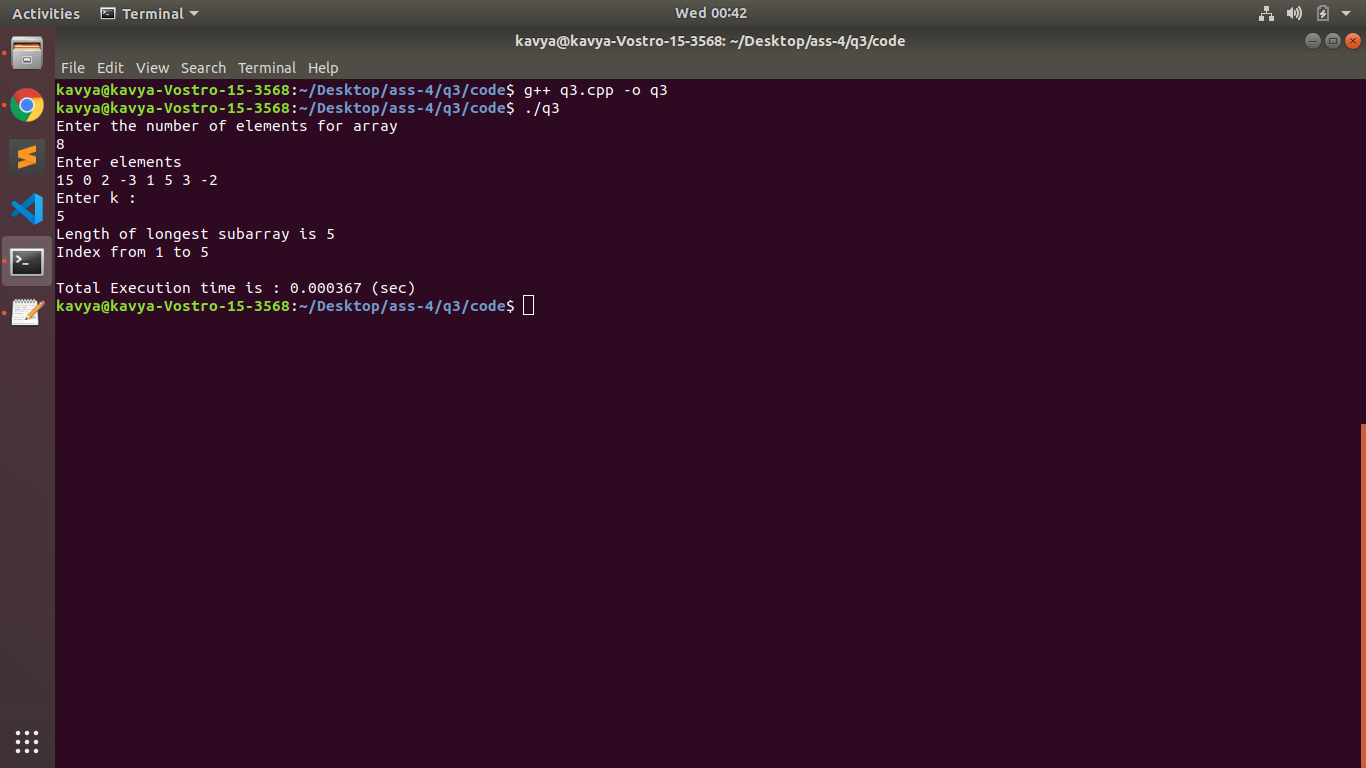 Activities Terminal Wed 00:42
kavya@kavya-Vostro-15-3568: ~/Desktop/ass-4/q3/code
File Edit View Search Terminal Help
kavya@kavya-Vostro-15-3568:~/Desktop/ass-4/q3/code$ g++ q3.cpp -o q3
kavya@kavya-Vostro-15-3568:~/Desktop/ass-4/q3/code$ ./q3
Enter the number of elements for array
8
Enter elements
15 0 2 -3 1 5 3 -2
Enter k :
5
Length of longest subarray is 5
Index from 1 to 5
Total Execution time is : 0.000367 (sec)
kavya@kavya-Vostro-15-3568:~/Desktop/ass-4/q3/code$